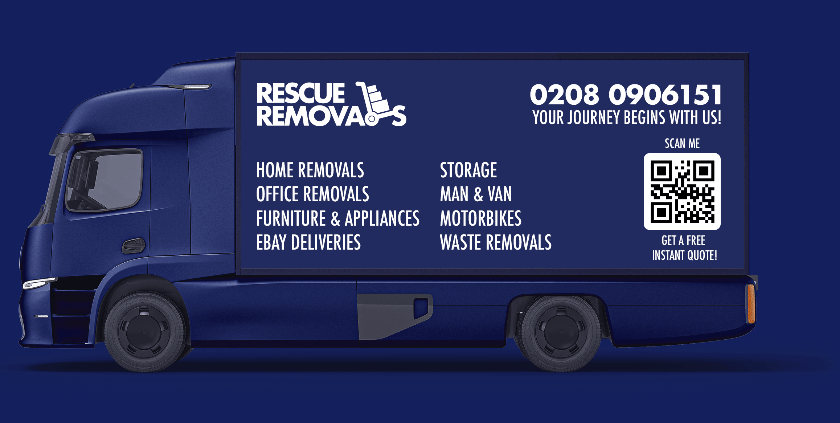 RESCUE
REMOVALS
0208 0906151
YOUR JOURNEY BEGINS WITH US!
HOME REMOVALS
OFFICE REMOVALS
FURNITURE & APPLIANCES
EBAY DELIVERIES
STORAGE
MAN & VAN
MOTORBIKES
WASTE REMOVALS
SCAN ME
GET A FREE
INSTANT QUOTE!